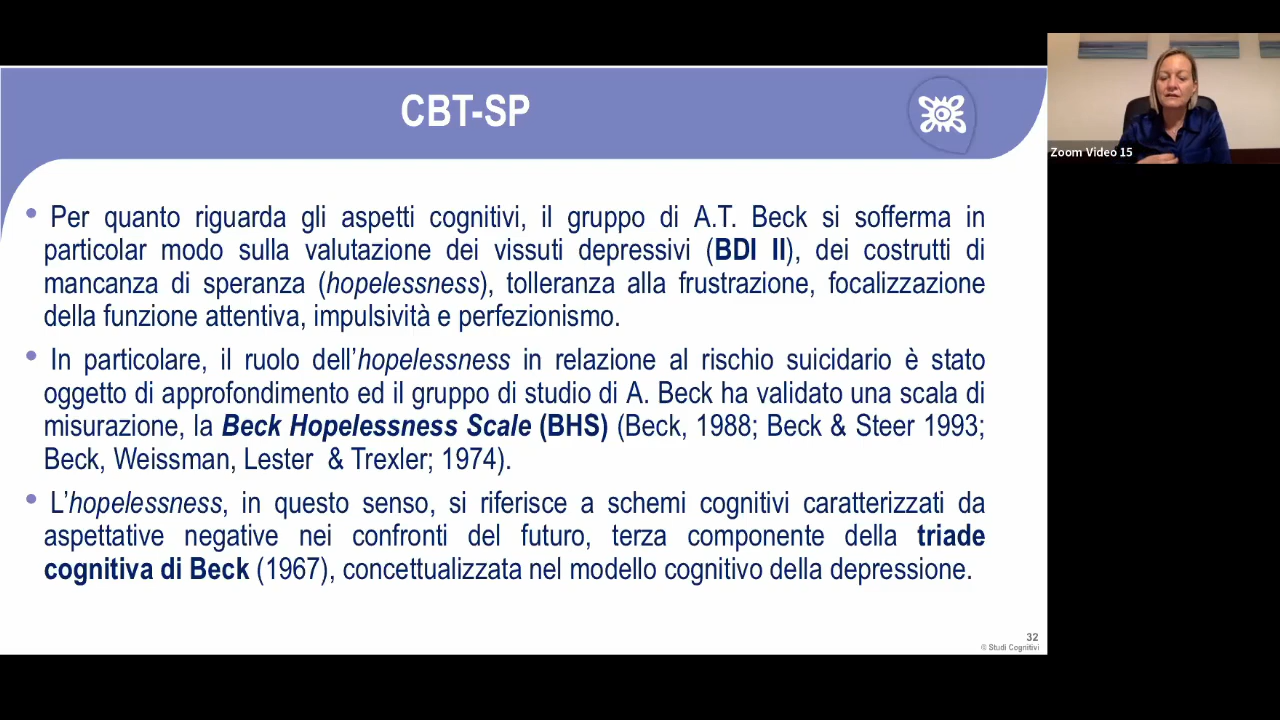 CBT-SP
Zoom Video 15
• Per quanto riguarda gli aspetti cognitivi, il gruppo di A.T. Beck si sofferma in
particolar modo sulla valutazione dei vissuti depressivi (BDI II), dei costrutti di
mancanza di speranza (hopelessness), tolleranza alla frustrazione, focalizzazione
della funzione attentiva, impulsività e perfezionismo.
• In particolare, il ruolo dell’hopelessness in relazione al rischio suicidario è stato
oggetto di approfondimento ed il gruppo di studio di A. Beck ha validato una scala di
misurazione, la Beck Hopelessness Scale (BHS) (Beck, 1988; Beck & Steer 1993;
Beck, Weissman, Lester & Trexler; 1974).
• L’hopelessness, in questo senso, si riferisce a schemi cognitivi caratterizzati da
aspettative negative nei confronti del futuro, terza componente della triade
cognitiva di Beck (1967), concettualizzata nel modello cognitivo della depressione.
32
© Studi Cognitivi